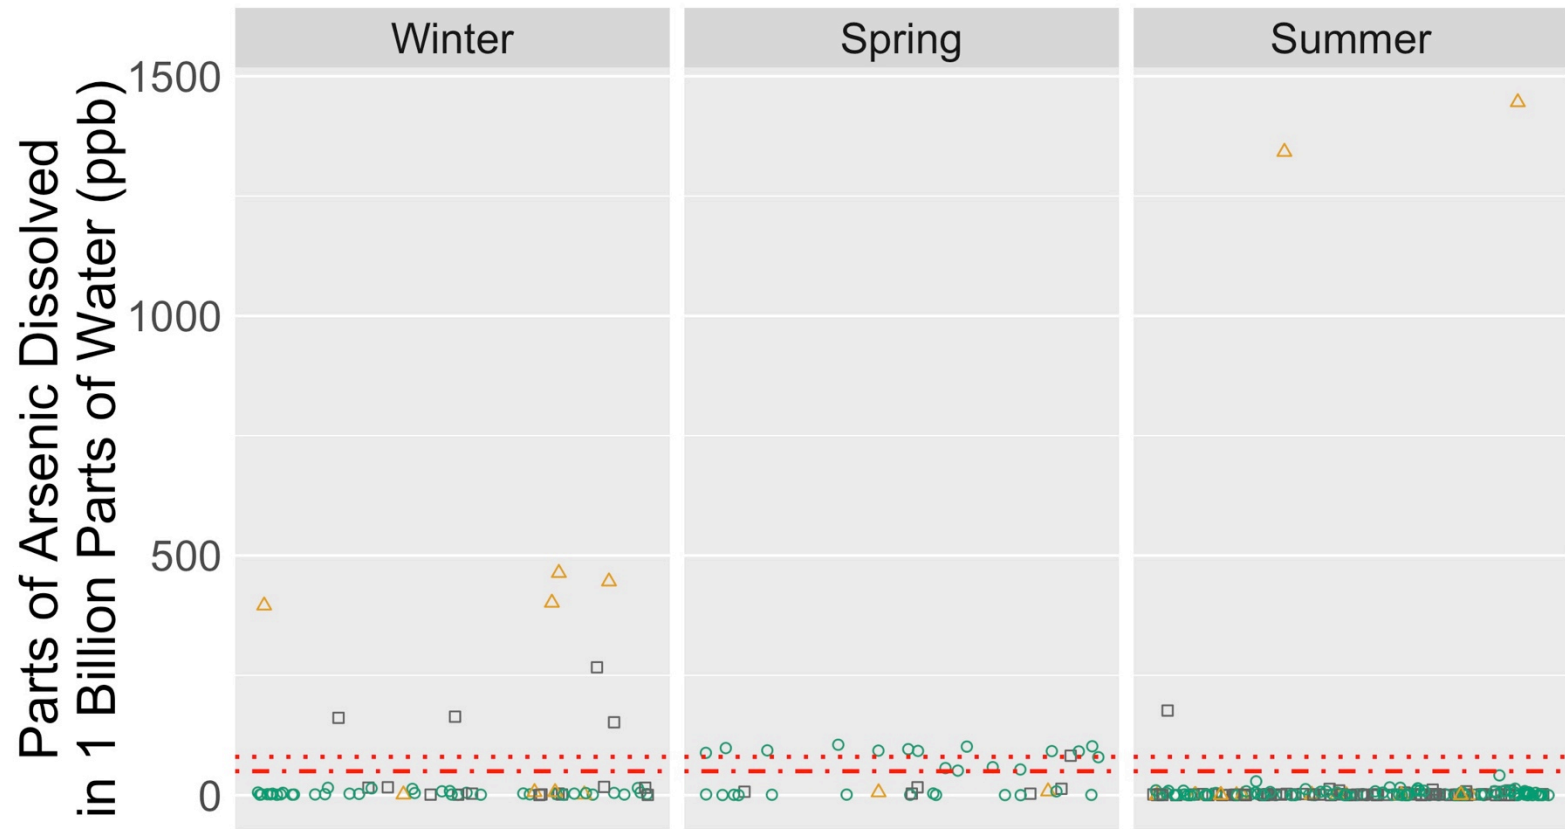 Winter
Spring
Summer
Parts of Arsenic Dissolved
in 1 Billion Parts of Water (ppb)
1500
1000
500
0